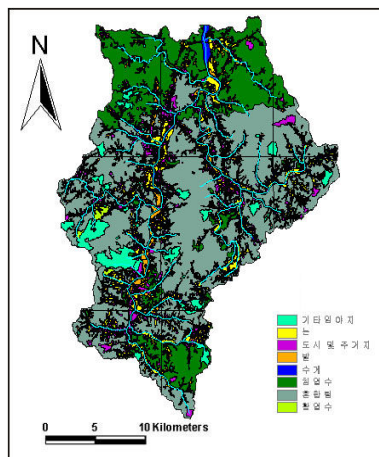 N
기타임야지
논
도시 및 주거지
밭
수계
침엽수
혼합림
활엽수
0 5 10 Kilometers